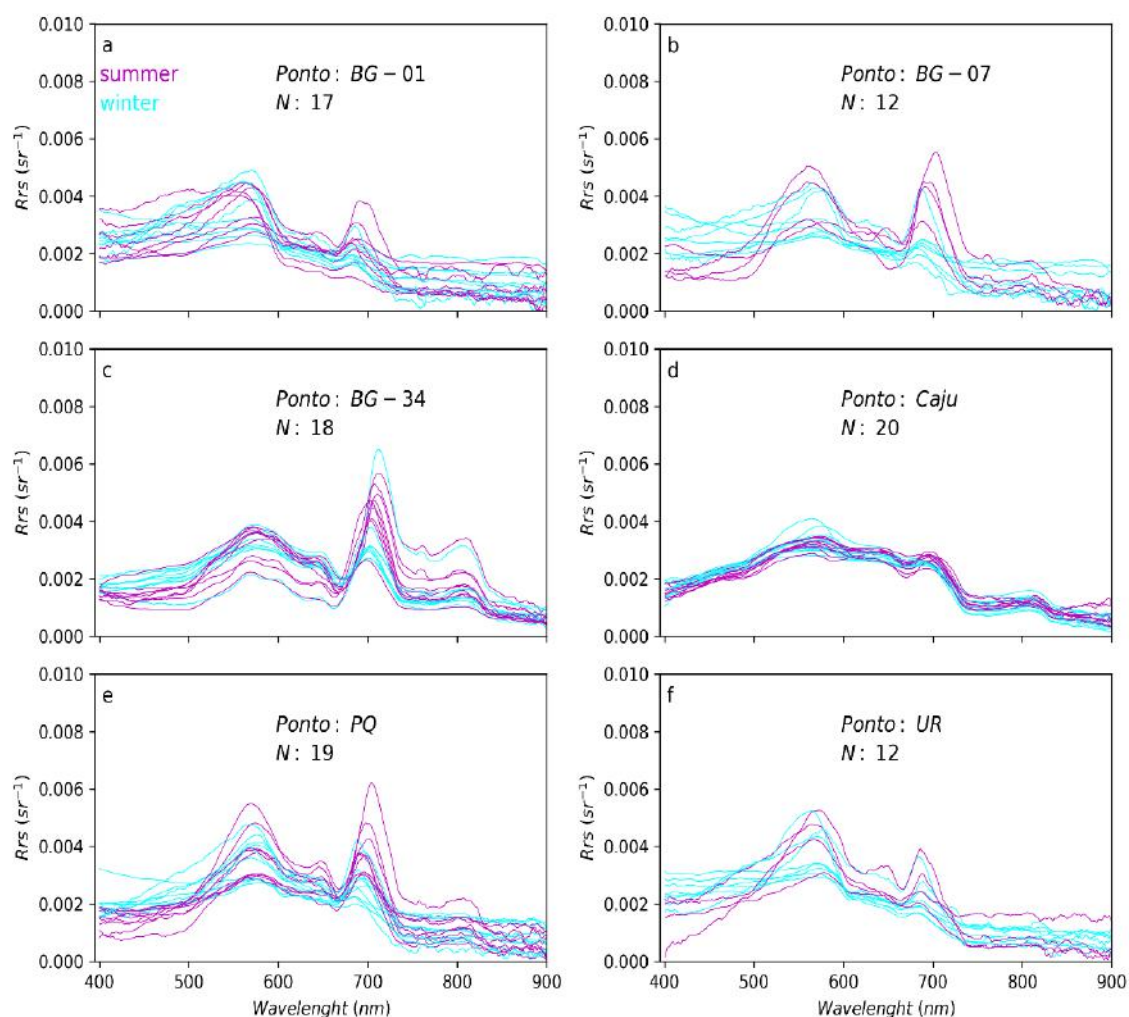 a
summer
winter
Ponto: BG − 01
N: 17
0.010
0.008
0.006
0.004
0.002
0.000
Rrs (sr⁻¹)
b
Ponto: BG − 07
N: 12
0.010
0.008
0.006
0.004
0.002
0.000
Rrs (sr⁻¹)
c
Ponto: BG − 34
N: 18
0.010
0.008
0.006
0.004
0.002
0.000
Rrs (sr⁻¹)
d
Ponto: Caju
N: 20
0.010
0.008
0.006
0.004
0.002
0.000
Rrs (sr⁻¹)
e
Ponto: PQ
N: 19
0.010
0.008
0.006
0.004
0.002
0.000
Rrs (sr⁻¹)
400 500 600 700 800 900
Wavelenght (nm)
f
Ponto: UR
N: 12
0.010
0.008
0.006
0.004
0.002
0.000
Rrs (sr⁻¹)
400 500 600 700 800 900
Wavelenght (nm)